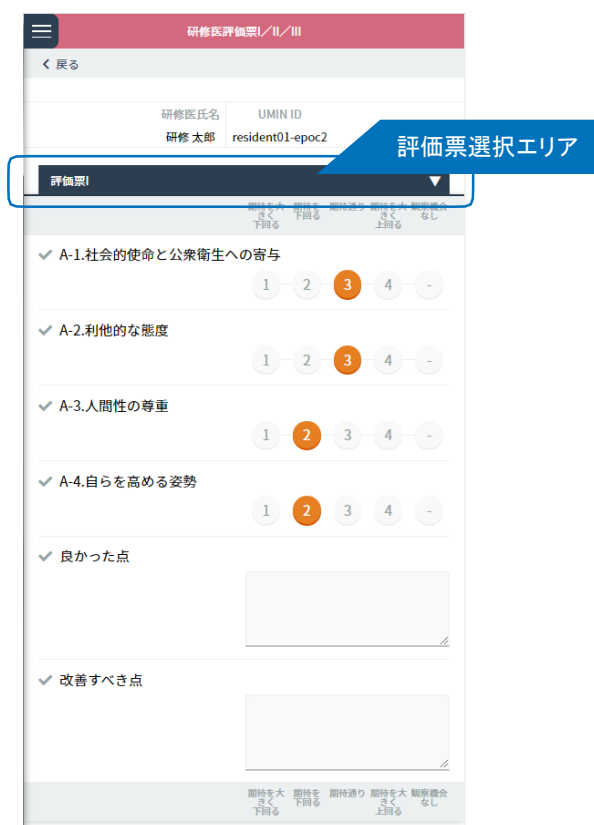 研修医評価票I／II／III
戻る
研修医氏名 UMIN ID
研修 太郎 resident01-epoc2
評価票選択エリア
評価票I ▼
期待を大きく下回る 期待を下回る 期待通り 期待を大きく上回る 観察機会なし
A-1.社会的使命と公衆衛生への寄与
1 2 3 4 -
A-2.利他的な態度
1 2 3 4 -
A-3.人間性の尊重
1 2 3 4 -
A-4.自らを高める姿勢
1 2 3 4 -
良かった点
改善すべき点
期待を大きく下回る 期待を下回る 期待通り 期待を大きく上回る 観察機会なし